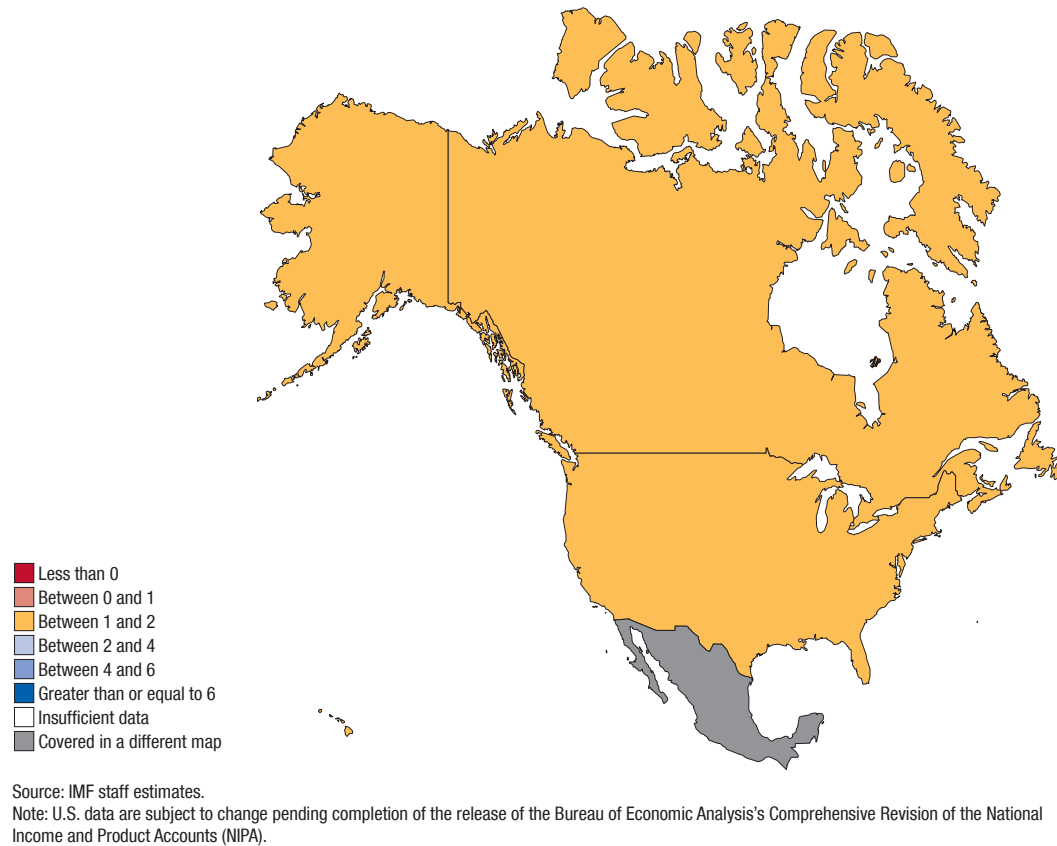 Less than 0
Between 0 and 1
Between 1 and 2
Between 2 and 4
Between 4 and 6
Greater than or equal to 6
Insufficient data
Covered in a different map
Source: IMF staff estimates.
Note: U.S. data are subject to change pending completion of the release of the Bureau of Economic Analysis's Comprehensive Revision of the National
Income and Product Accounts (NIPA).